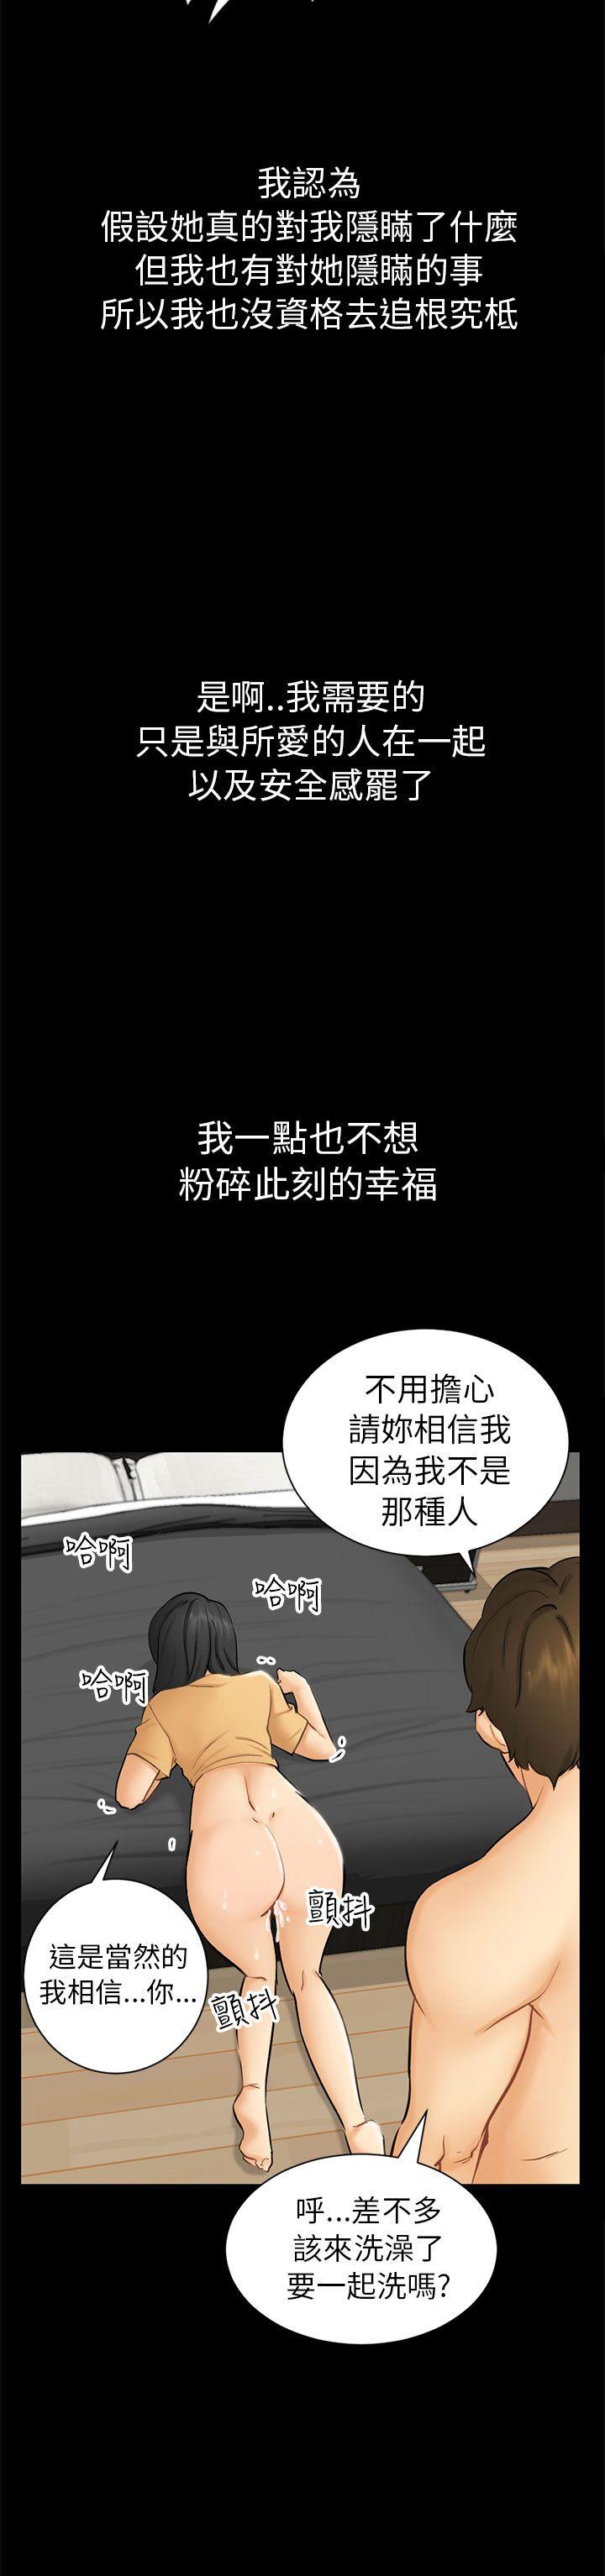 我認為
假設她真的對我隱瞞了什麼
但我也有對她隱瞞的事
所以我也沒資格去追根究柢
是啊..我需要的
只是與所愛的人在一起
以及安全感罷了
我一點也不想
粉碎此刻的幸福
不用擔心
請妳相信我
因為我不是
那種人
哈啊
哈啊
哈啊
顫抖
這是當然的
我相信...你...
顫抖
呼...差不多
該來洗澡了
要一起洗嗎?